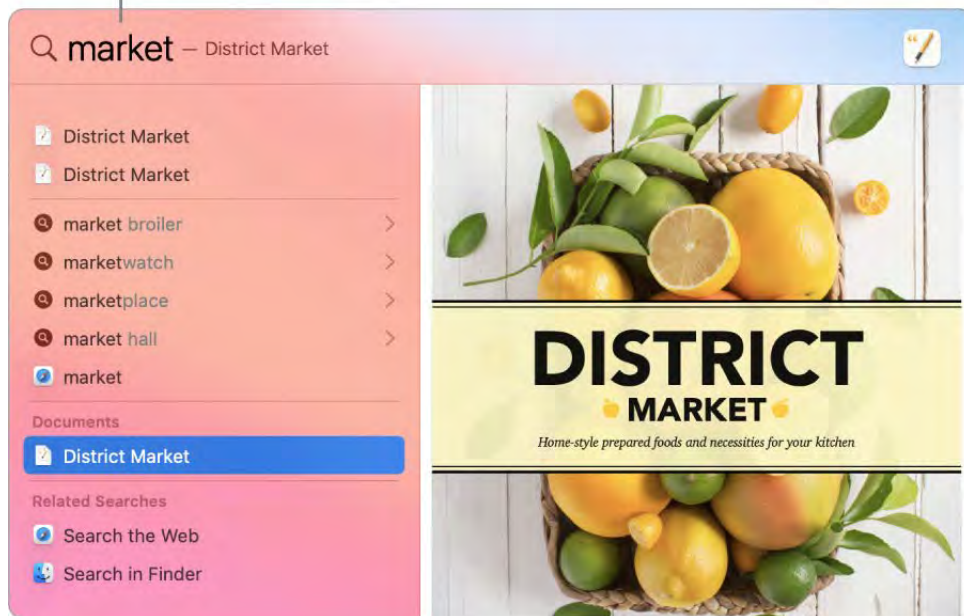 market — District Market
District Market
District Market
market broiler
marketwatch
marketplace
market hall
market
Documents
District Market
Related Searches
Search the Web
Search in Finder
DISTRICT
MARKET
Home-style prepared foods and necessities for your kitchen